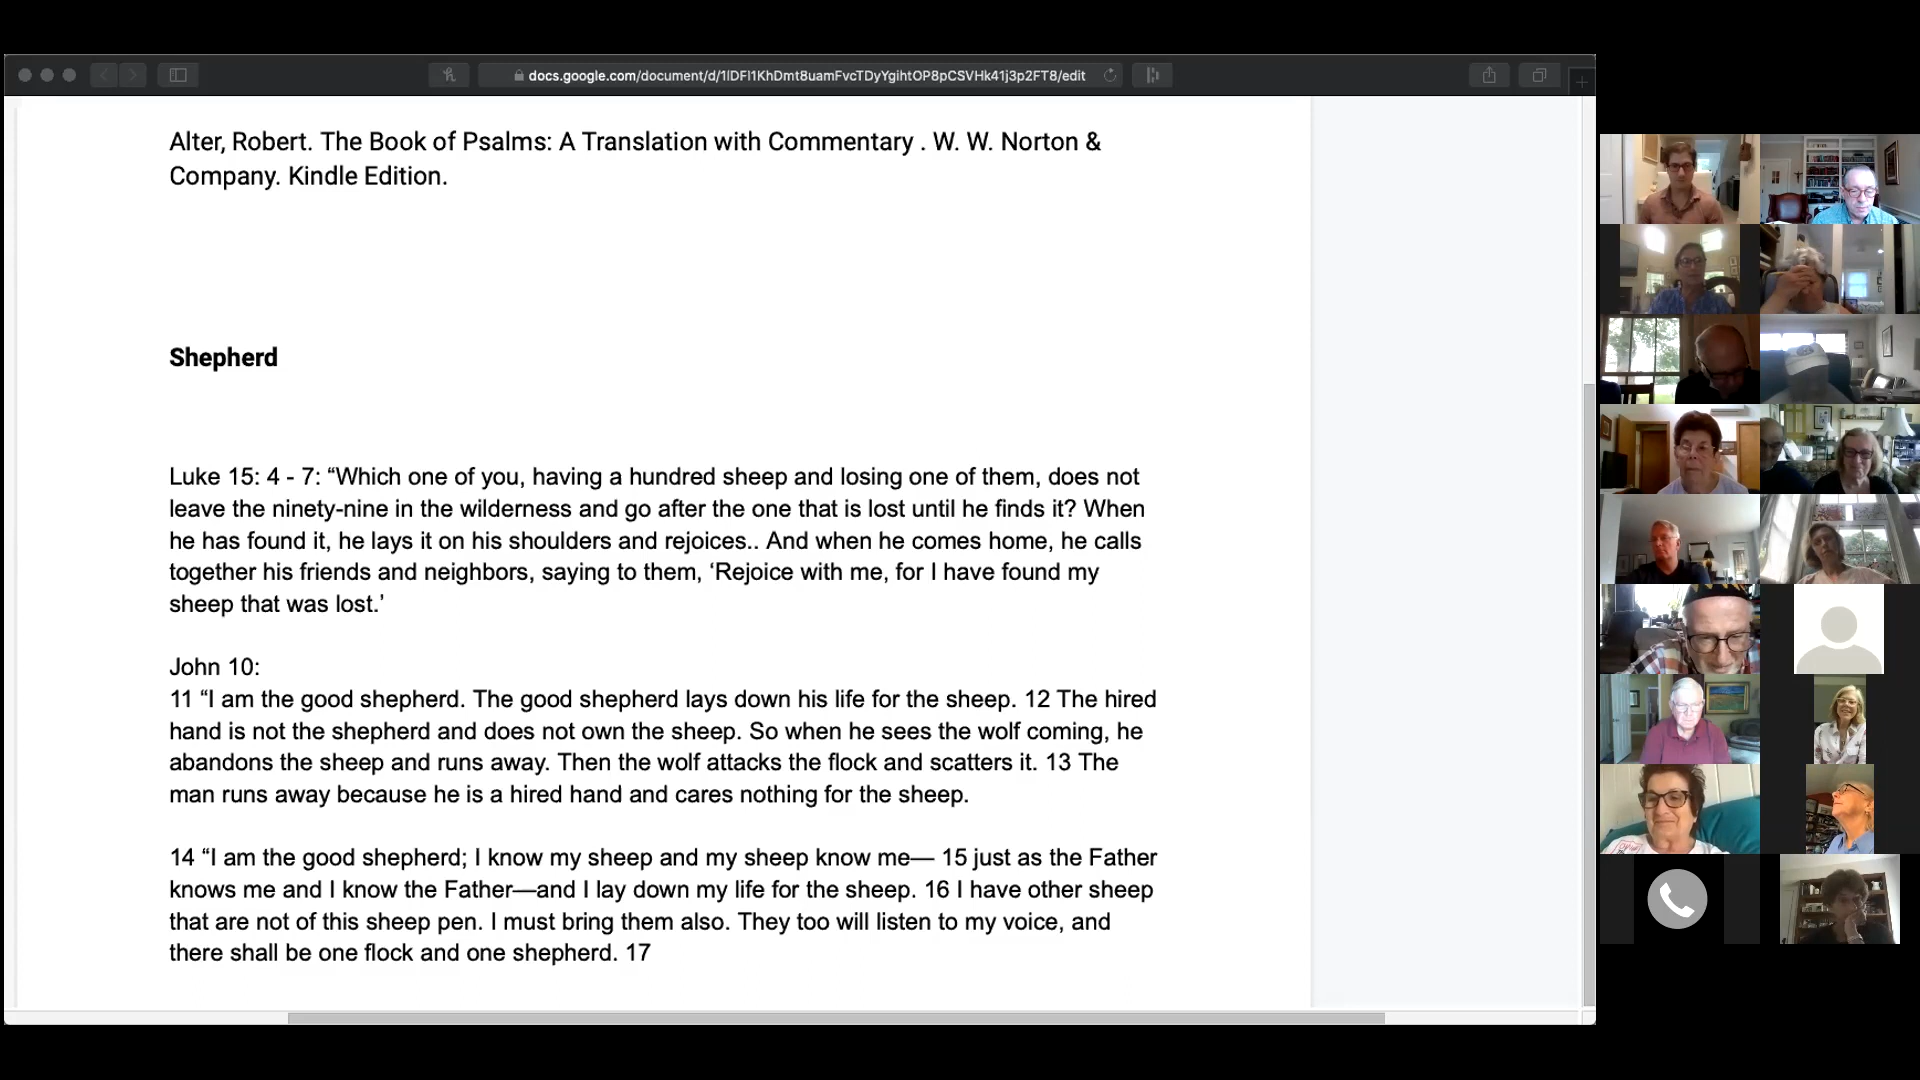 docs.google.com/document/d/1lDFl1KhDmt8uamFvcTDyYgihtOP8pCSVHk41j3p2FT8/edit
Alter, Robert. The Book of Psalms: A Translation with Commentary . W. W. Norton &
Company. Kindle Edition.
Shepherd
Luke 15: 4 - 7: “Which one of you, having a hundred sheep and losing one of them, does not
leave the ninety-nine in the wilderness and go after the one that is lost until he finds it? When
he has found it, he lays it on his shoulders and rejoices.. And when he comes home, he calls
together his friends and neighbors, saying to them, ‘Rejoice with me, for I have found my
sheep that was lost.’
John 10:
11 “I am the good shepherd. The good shepherd lays down his life for the sheep. 12 The hired
hand is not the shepherd and does not own the sheep. So when he sees the wolf coming, he
abandons the sheep and runs away. Then the wolf attacks the flock and scatters it. 13 The
man runs away because he is a hired hand and cares nothing for the sheep.
14 “I am the good shepherd; I know my sheep and my sheep know me— 15 just as the Father
knows me and I know the Father—and I lay down my life for the sheep. 16 I have other sheep
that are not of this sheep pen. I must bring them also. They too will listen to my voice, and
there shall be one flock and one shepherd. 17